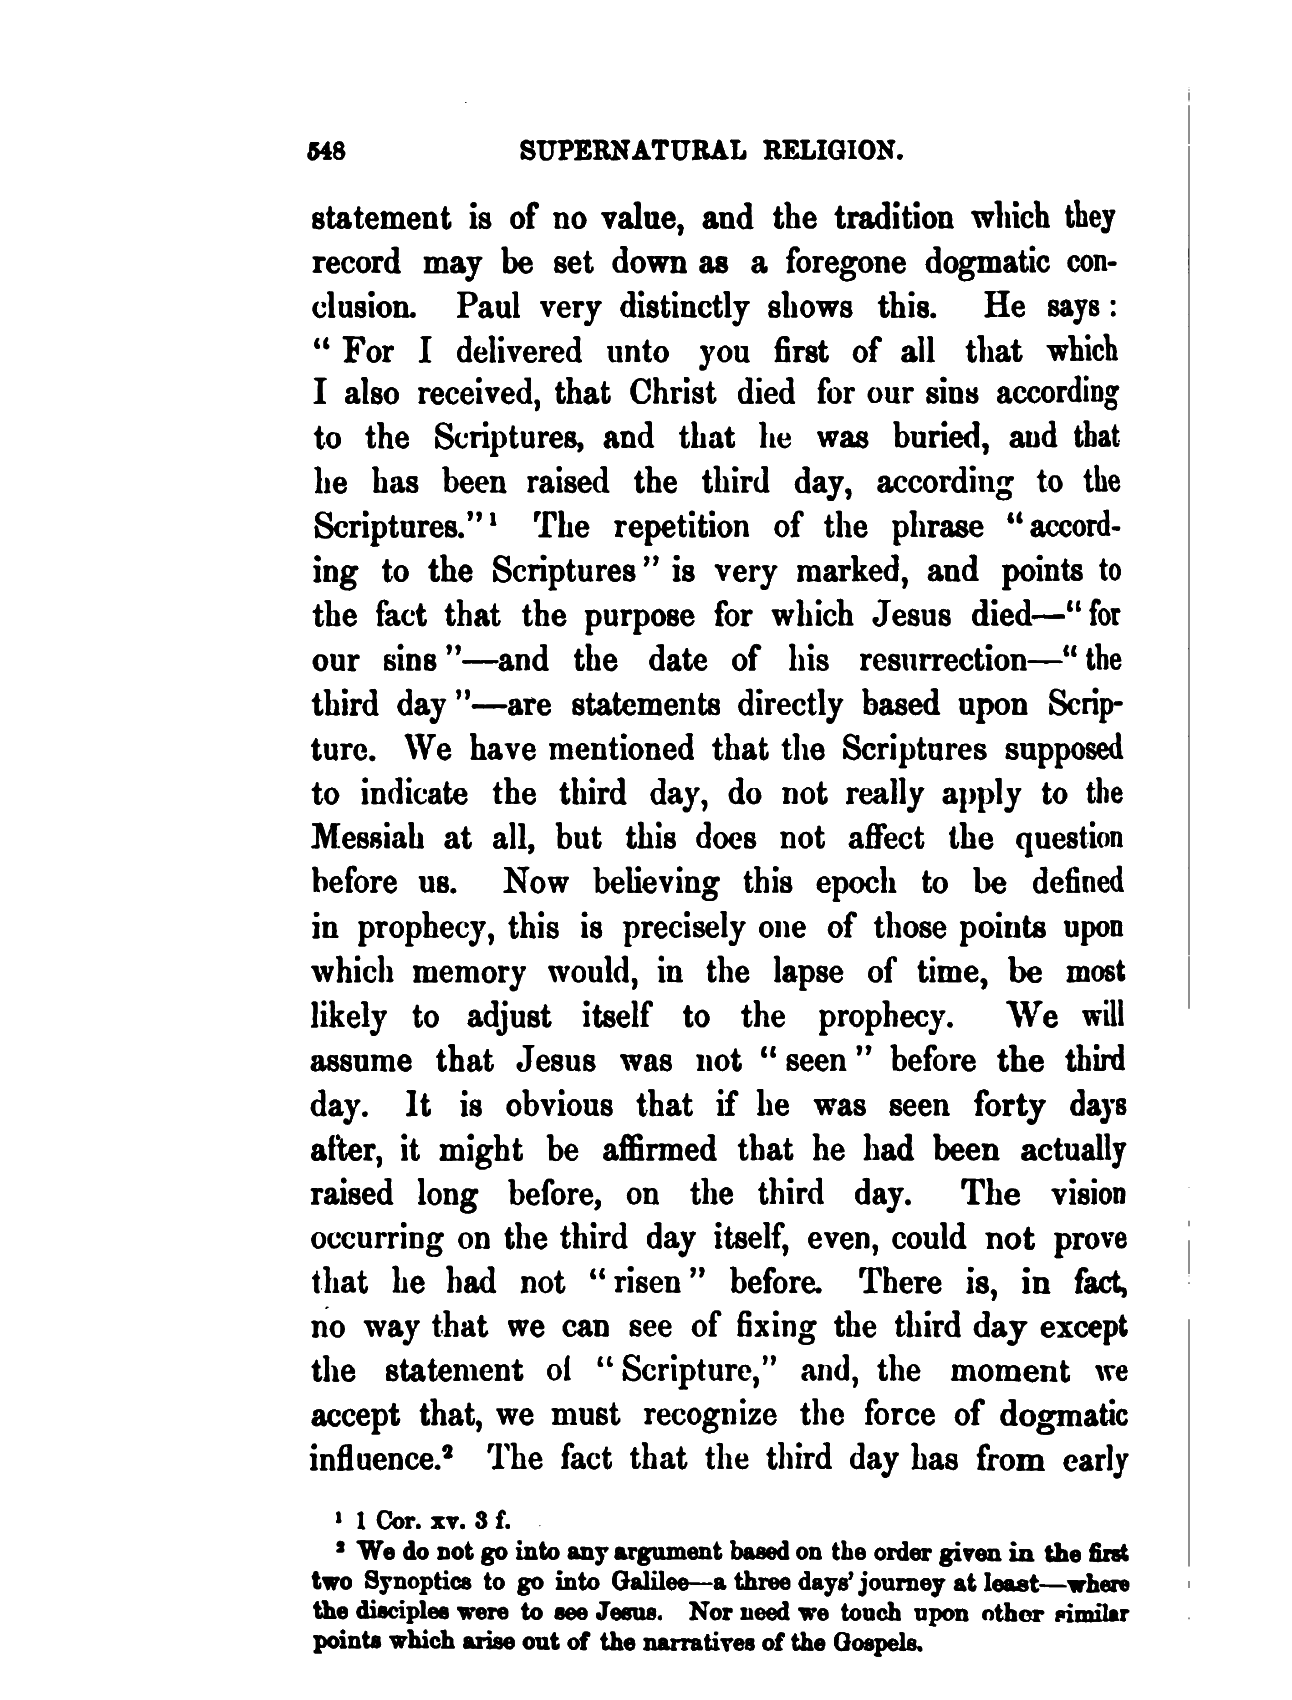 548 SUPERNATURAL RELIGION.
statement is of no value, and the tradition which they
record may be set down as a foregone dogmatic con-
clusion. Paul very distinctly shows this. He says :
“ For I delivered unto you first of all that which
I also received, that Christ died for our sins according
to the Scriptures, and that he was buried, and that
he has been raised the third day, according to the
Scriptures.” ¹ The repetition of the phrase “ accord-
ing to the Scriptures ” is very marked, and points to
the fact that the purpose for which Jesus died—“ for
our sins ”—and the date of his resurrection—“ the
third day ”—are statements directly based upon Scrip-
ture. We have mentioned that the Scriptures supposed
to indicate the third day, do not really apply to the
Messiah at all, but this does not affect the question
before us. Now believing this epoch to be defined
in prophecy, this is precisely one of those points upon
which memory would, in the lapse of time, be most
likely to adjust itself to the prophecy. We will
assume that Jesus was not “ seen ” before the third
day. It is obvious that if he was seen forty days
after, it might be affirmed that he had been actually
raised long before, on the third day. The vision
occurring on the third day itself, even, could not prove
that he had not “ risen ” before. There is, in fact,
no way that we can see of fixing the third day except
the statement of “ Scripture,” and, the moment we
accept that, we must recognize the force of dogmatic
influence.² The fact that the third day has from early
¹ 1 Cor. xv. 3 f.
² We do not go into any argument based on the order given in the first
two Synoptics to go into Galilee—a three days’ journey at least—where
the disciples were to see Jesus. Nor need we touch upon other similar
points which arise out of the narratives of the Gospels.